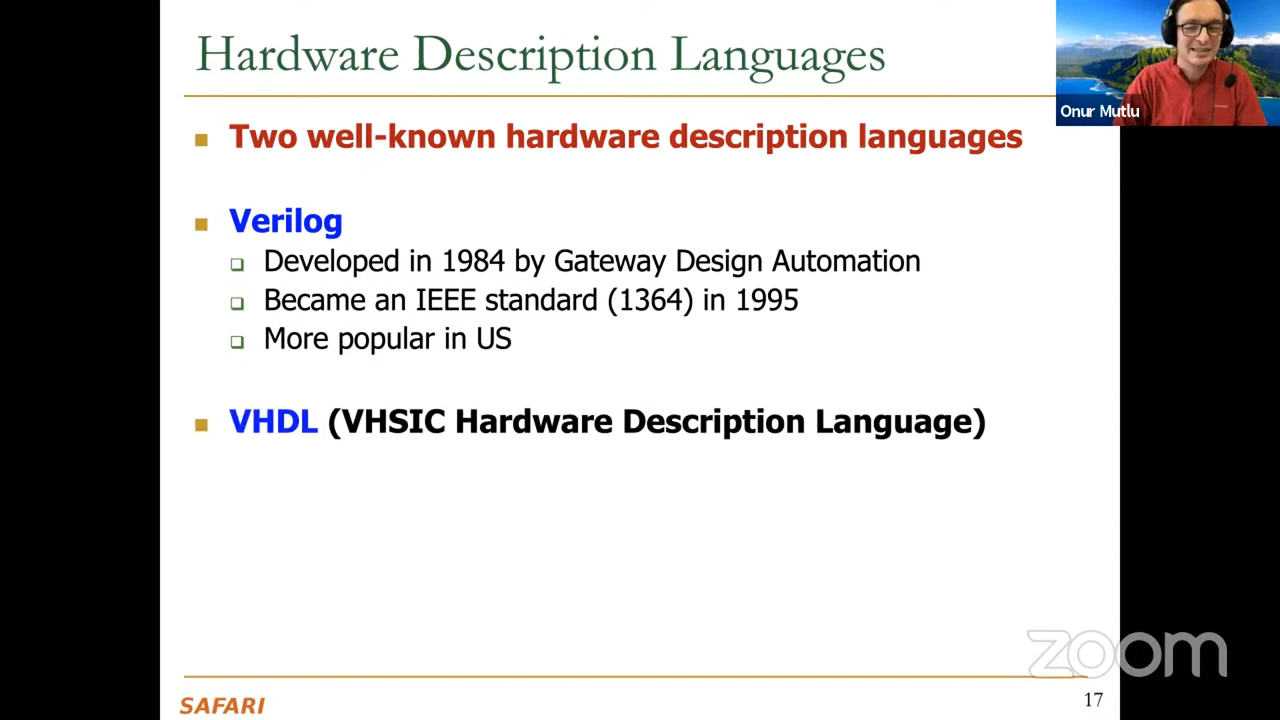 Hardware Description Languages
Onur Mutlu
Two well-known hardware description languages
Verilog
Developed in 1984 by Gateway Design Automation
Became an IEEE standard (1364) in 1995
More popular in US
VHDL (VHSIC Hardware Description Language)
zoom
SAFARI
17